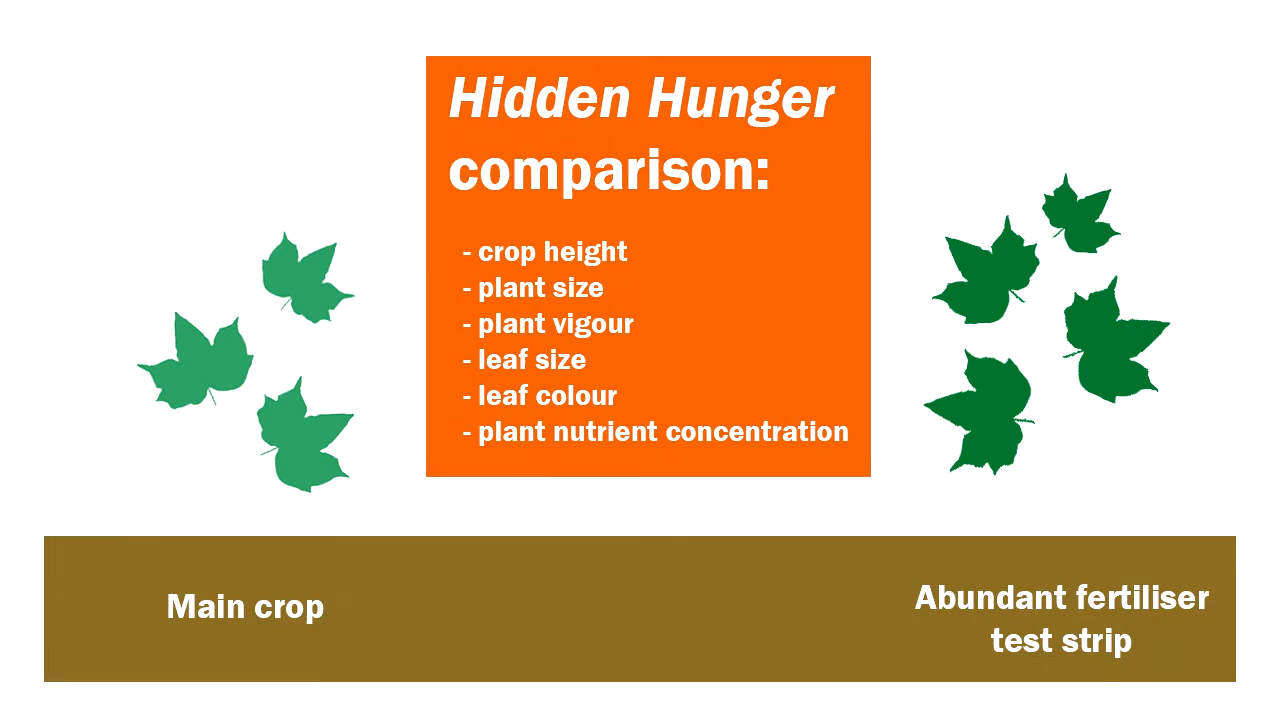 Hidden Hunger
comparison:
- crop height
- plant size
- plant vigour
- leaf size
- leaf colour
- plant nutrient concentration
Main crop
Abundant fertiliser
test strip